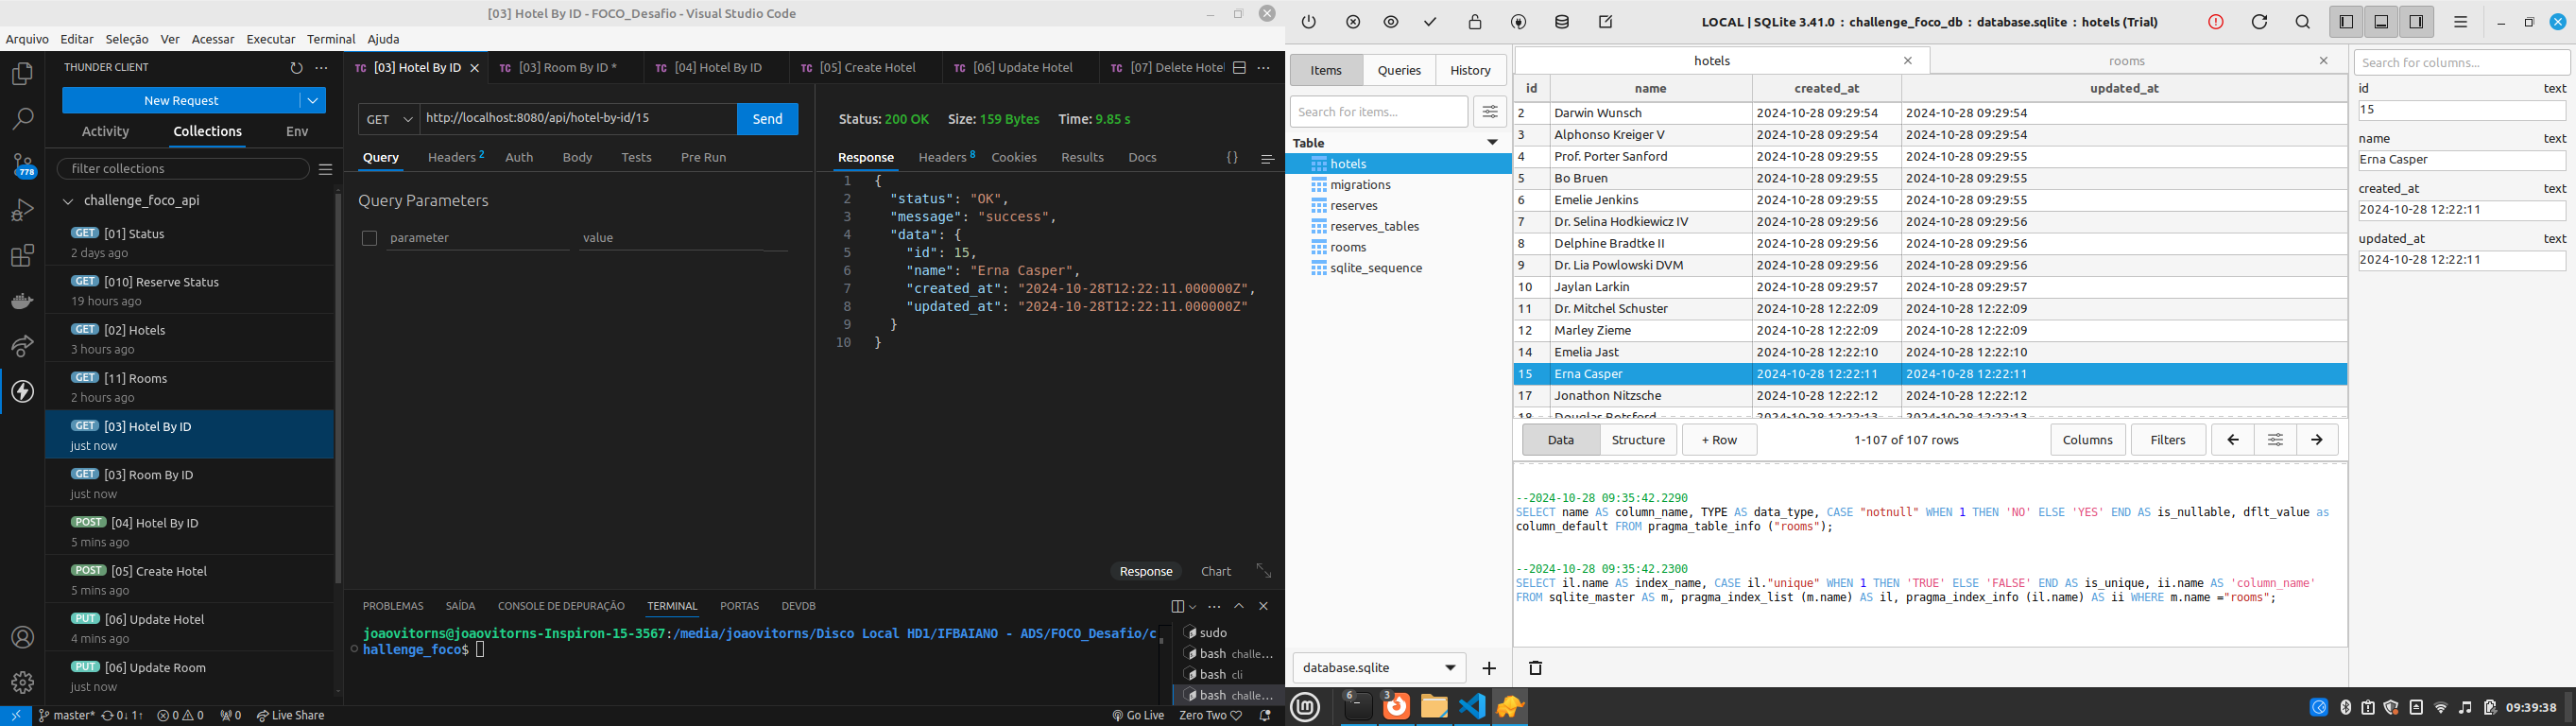 [03] Hotel By ID - FOCO_Desafio - Visual Studio Code
Arquivo Editar Seleção Ver Acessar Executar Terminal Ajuda
THUNDER CLIENT
New Request
Activity Collections Env
filter collections
challenge_foco_api
GET [01] Status
2 days ago
GET [010] Reserve Status
19 hours ago
GET [02] Hotels
3 hours ago
GET [11] Rooms
2 hours ago
GET [03] Hotel By ID
just now
GET [03] Room By ID
just now
POST [04] Hotel By ID
5 mins ago
POST [05] Create Hotel
5 mins ago
PUT [06] Update Hotel
4 mins ago
PUT [06] Update Room
just now
778
TC [03] Hotel By ID TC [03] Room By ID * TC [04] Hotel By ID TC [05] Create Hotel TC [06] Update Hotel TC [07] Delete Hotel
GET http://localhost:8080/api/hotel-by-id/15 Send
Query Headers 2 Auth Body Tests Pre Run
Query Parameters
parameter value
Status: 200 OK Size: 159 Bytes Time: 9.85 s
Response Headers 8 Cookies Results Docs {}
1 {
2 "status": "OK",
3 "message": "success",
4 "data": {
5 "id": 15,
6 "name": "Erna Casper",
7 "created_at": "2024-10-28T12:22:11.000000Z",
8 "updated_at": "2024-10-28T12:22:11.000000Z"
9 }
10 }
Response Chart
PROBLEMAS SAÍDA CONSOLE DE DEPURAÇÃO TERMINAL PORTAS DEVDB
joaovitorns@joaovitorns-Inspiron-15-3567:/media/joaovitorns/Disco Local HD1/IFBAIANO - ADS/FOCO_Desafio/c
hallenge_foco$
sudo
bash challe...
bash cli
bash challe...
master* 0↓ 1↑ 0 0 0 Live Share Go Live Zero Two
LOCAL | SQLite 3.41.0 : challenge_foco_db : database.sqlite : hotels (Trial)
Items Queries History
Search for items...
Table
hotels
migrations
reserves
reserves_tables
rooms
sqlite_sequence
database.sqlite
hotels rooms
id name created_at updated_at
2 Darwin Wunsch 2024-10-28 09:29:54 2024-10-28 09:29:54
3 Alphonso Kreiger V 2024-10-28 09:29:54 2024-10-28 09:29:54
4 Prof. Porter Sanford 2024-10-28 09:29:55 2024-10-28 09:29:55
5 Bo Bruen 2024-10-28 09:29:55 2024-10-28 09:29:55
6 Emelie Jenkins 2024-10-28 09:29:55 2024-10-28 09:29:55
7 Dr. Selina Hodkiewicz IV 2024-10-28 09:29:56 2024-10-28 09:29:56
8 Delphine Bradtke II 2024-10-28 09:29:56 2024-10-28 09:29:56
9 Dr. Lia Powlowski DVM 2024-10-28 09:29:56 2024-10-28 09:29:56
10 Jaylan Larkin 2024-10-28 09:29:57 2024-10-28 09:29:57
11 Dr. Mitchel Schuster 2024-10-28 12:22:09 2024-10-28 12:22:09
12 Marley Zieme 2024-10-28 12:22:09 2024-10-28 12:22:09
14 Emelia Jast 2024-10-28 12:22:10 2024-10-28 12:22:10
15 Erna Casper 2024-10-28 12:22:11 2024-10-28 12:22:11
17 Jonathon Nitzsche 2024-10-28 12:22:12 2024-10-28 12:22:12
18 Douglas Botsford 2024-10-28 12:22:13 2024-10-28 12:22:13
Data Structure + Row 1-107 of 107 rows Columns Filters
--2024-10-28 09:35:42.2290
SELECT name AS column_name, TYPE AS data_type, CASE "notnull" WHEN 1 THEN 'NO' ELSE 'YES' END AS is_nullable, dflt_value as
column_default FROM pragma_table_info ("rooms");
--2024-10-28 09:35:42.2300
SELECT il.name AS index_name, CASE il."unique" WHEN 1 THEN 'TRUE' ELSE 'FALSE' END AS is_unique, ii.name AS 'column_name'
FROM sqlite_master AS m, pragma_index_list (m.name) AS il, pragma_index_info (il.name) AS ii WHERE m.name ="rooms";
Search for columns...
id text
15
name text
Erna Casper
created_at text
2024-10-28 12:22:11
updated_at text
2024-10-28 12:22:11
6 3
09:39:38